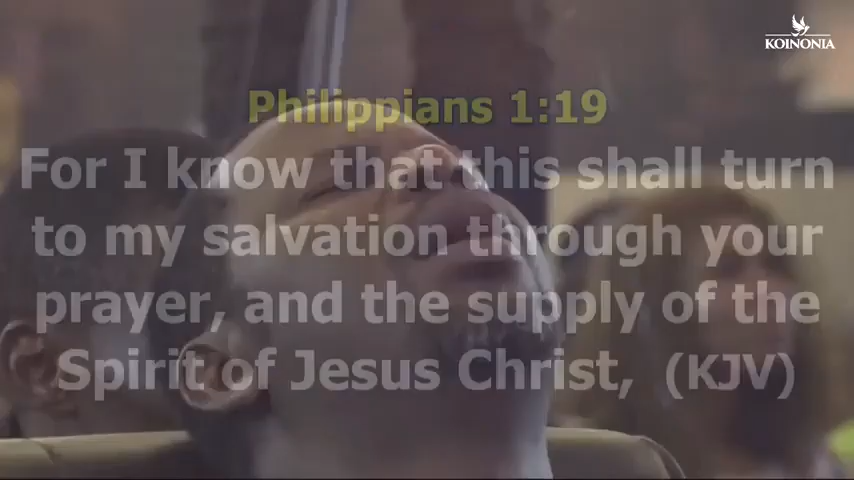 KOINONIA
Philippians 1:19
For I know that this shall turn
to my salvation through your
prayer, and the supply of the
Spirit of Jesus Christ, (KJV)